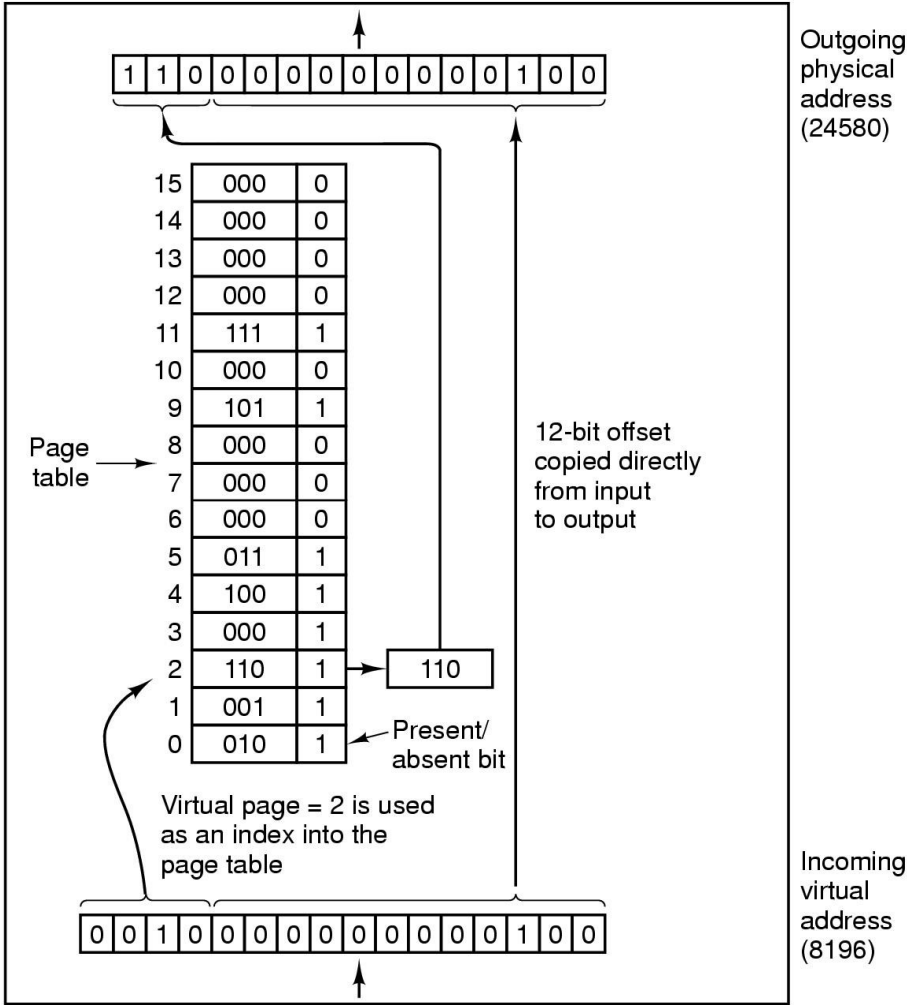 1 1 0 0 0 0 0 0 0 0 0 0 1 0 0
Outgoing
physical
address
(24580)
15 000 0
14 000 0
13 000 0
12 000 0
11 111 1
10 000 0
9 101 1
8 000 0
7 000 0
6 000 0
5 011 1
4 100 1
3 000 1
2 110 1 110
1 001 1
0 010 1
Page
table
12-bit offset
copied directly
from input
to output
Present/
absent bit
Virtual page = 2 is used
as an index into the
page table
0 0 1 0 0 0 0 0 0 0 0 0 0 1 0 0
Incoming
virtual
address
(8196)